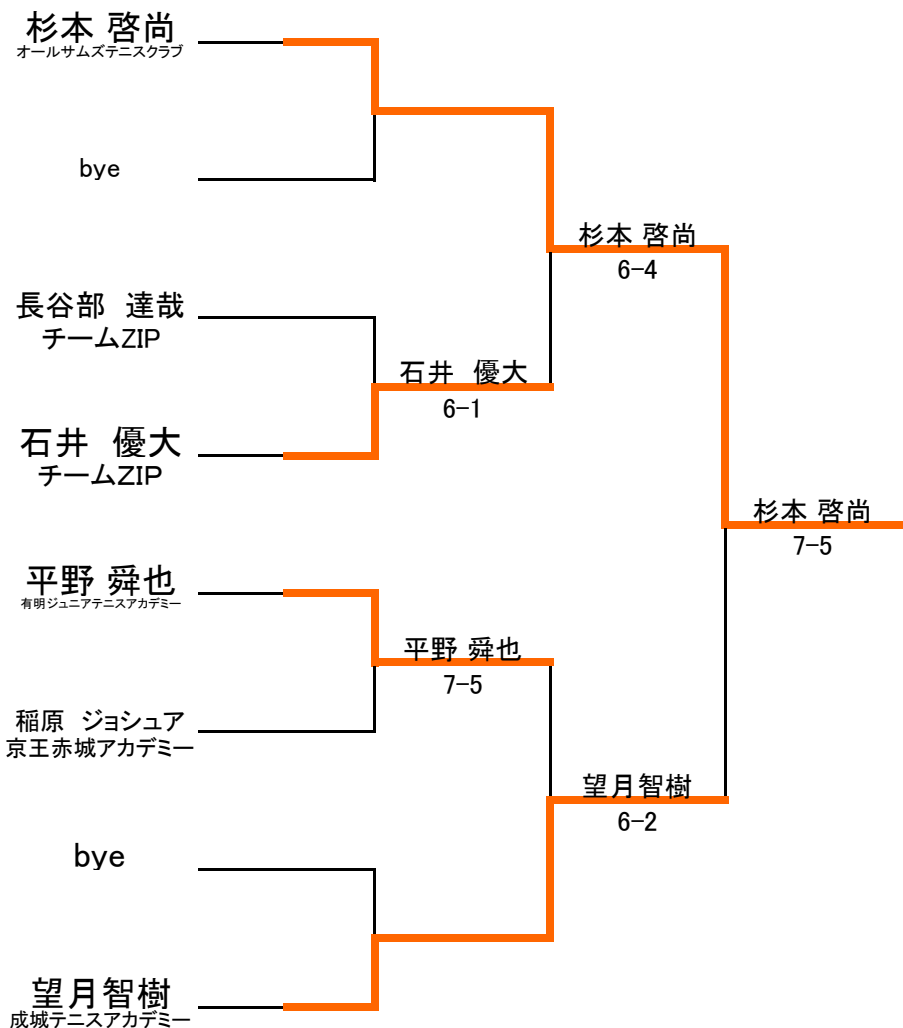 杉本 啓尚
オールサムズテニスクラブ
bye
杉本 啓尚
6-4
長谷部　達哉
チームZIP
石井　優大
6-1
石井　優大
チームZIP
杉本 啓尚
7-5
平野 舜也
有明ジュニアテニスアカデミー
平野 舜也
7-5
稲原　ジョシュア
京王赤城アカデミー
望月智樹
6-2
bye
望月智樹
成城テニスアカデミー